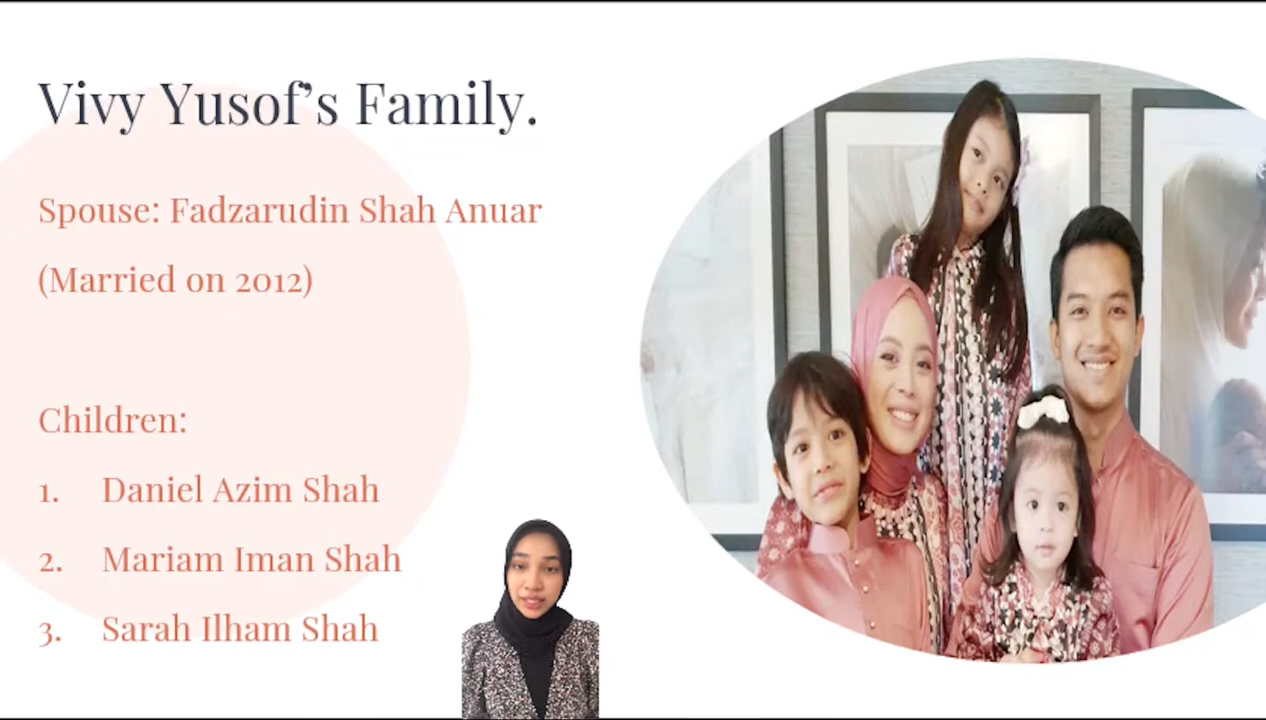 Vivy Yusof’s Family.
Spouse: Fadzarudin Shah Anuar
(Married on 2012)
Children:
1. Daniel Azim Shah
2. Mariam Iman Shah
3. Sarah Ilham Shah